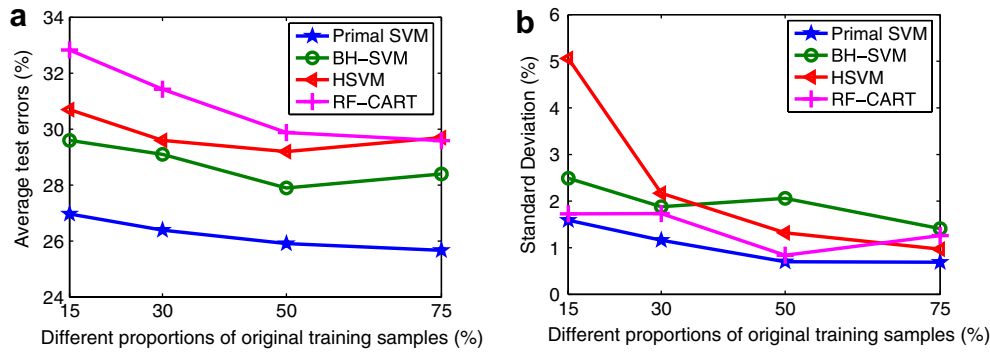 a
34
32
30
28
26
24
Average test errors (%)
15
30
50
75
Different proportions of original training samples (%)
Primal SVM
BH-SVM
HSVM
RF-CART
b
6
5
4
3
2
1
0
Standard Deviation (%)
15
30
50
75
Different proportions of original training samples (%)
Primal SVM
BH-SVM
HSVM
RF-CART